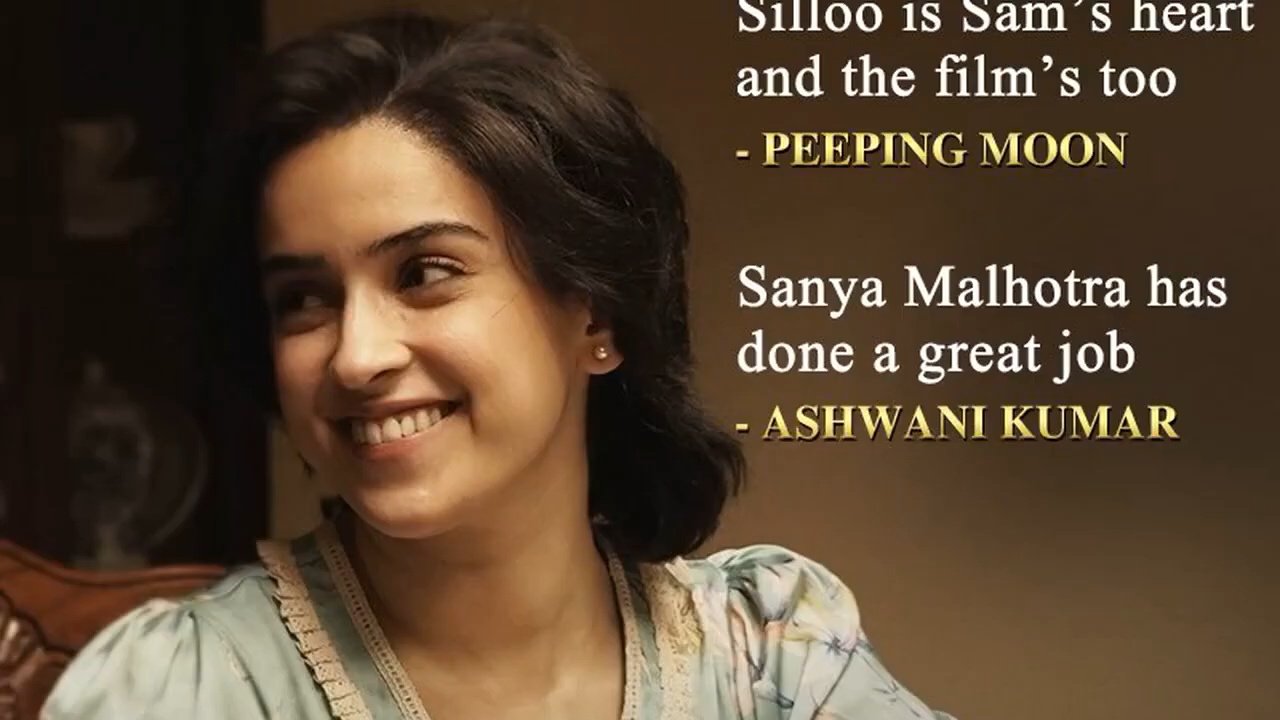 Silloo is Sam’s heart
and the film’s too
- PEEPING MOON
Sanya Malhotra has
done a great job
- ASHWANI KUMAR